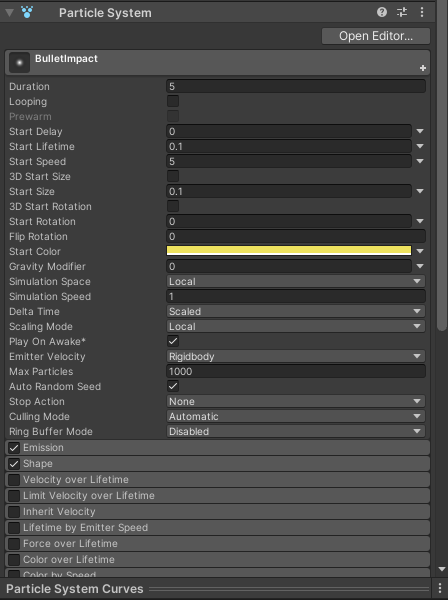 Particle System
Open Editor...
BulletImpact
Duration 5
Looping
Prewarm
Start Delay 0
Start Lifetime 0.1
Start Speed 5
3D Start Size
Start Size 0.1
3D Start Rotation
Start Rotation 0
Flip Rotation 0
Start Color
Gravity Modifier 0
Simulation Space Local
Simulation Speed 1
Delta Time Scaled
Scaling Mode Local
Play On Awake*
Emitter Velocity Rigidbody
Max Particles 1000
Auto Random Seed
Stop Action None
Culling Mode Automatic
Ring Buffer Mode Disabled
Emission
Shape
Velocity over Lifetime
Limit Velocity over Lifetime
Inherit Velocity
Lifetime by Emitter Speed
Force over Lifetime
Color over Lifetime
Color by Speed
Particle System Curves